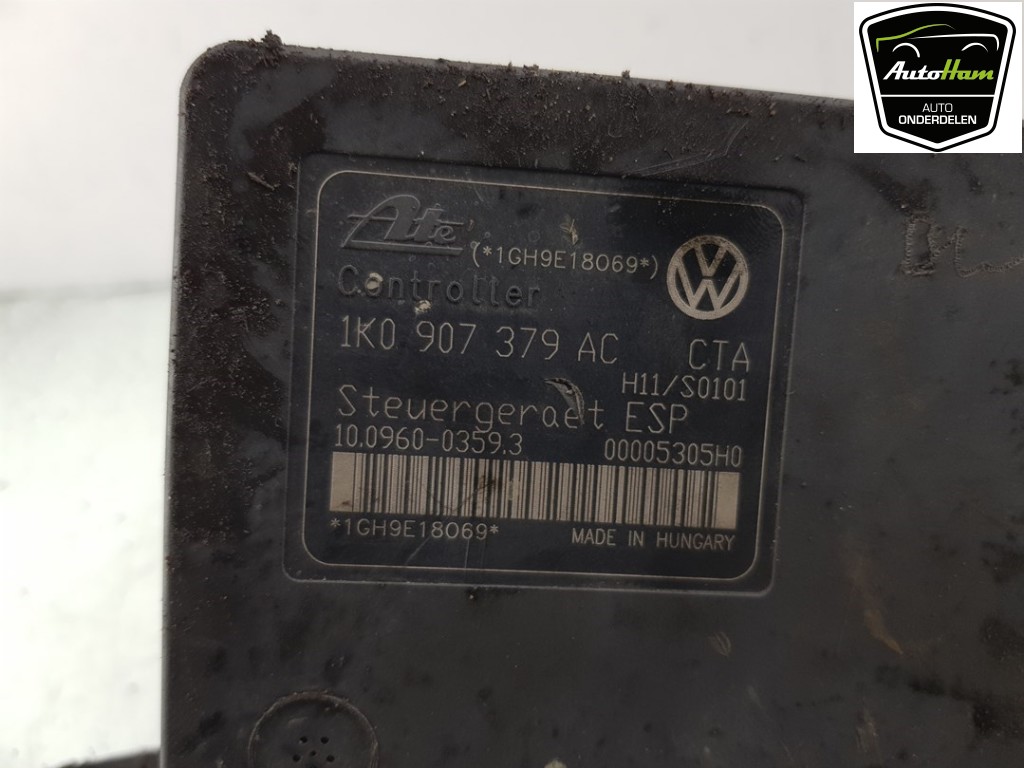 AutoHam
AUTO
ONDERDELEN
Ate
(*1GH9E18069*)
Controller
1K0 907 379 AC CTA
H11/S0101
Steuergeraet ESP
10.0960-0359.3 00005305H0
*1GH9E18069* MADE IN HUNGARY